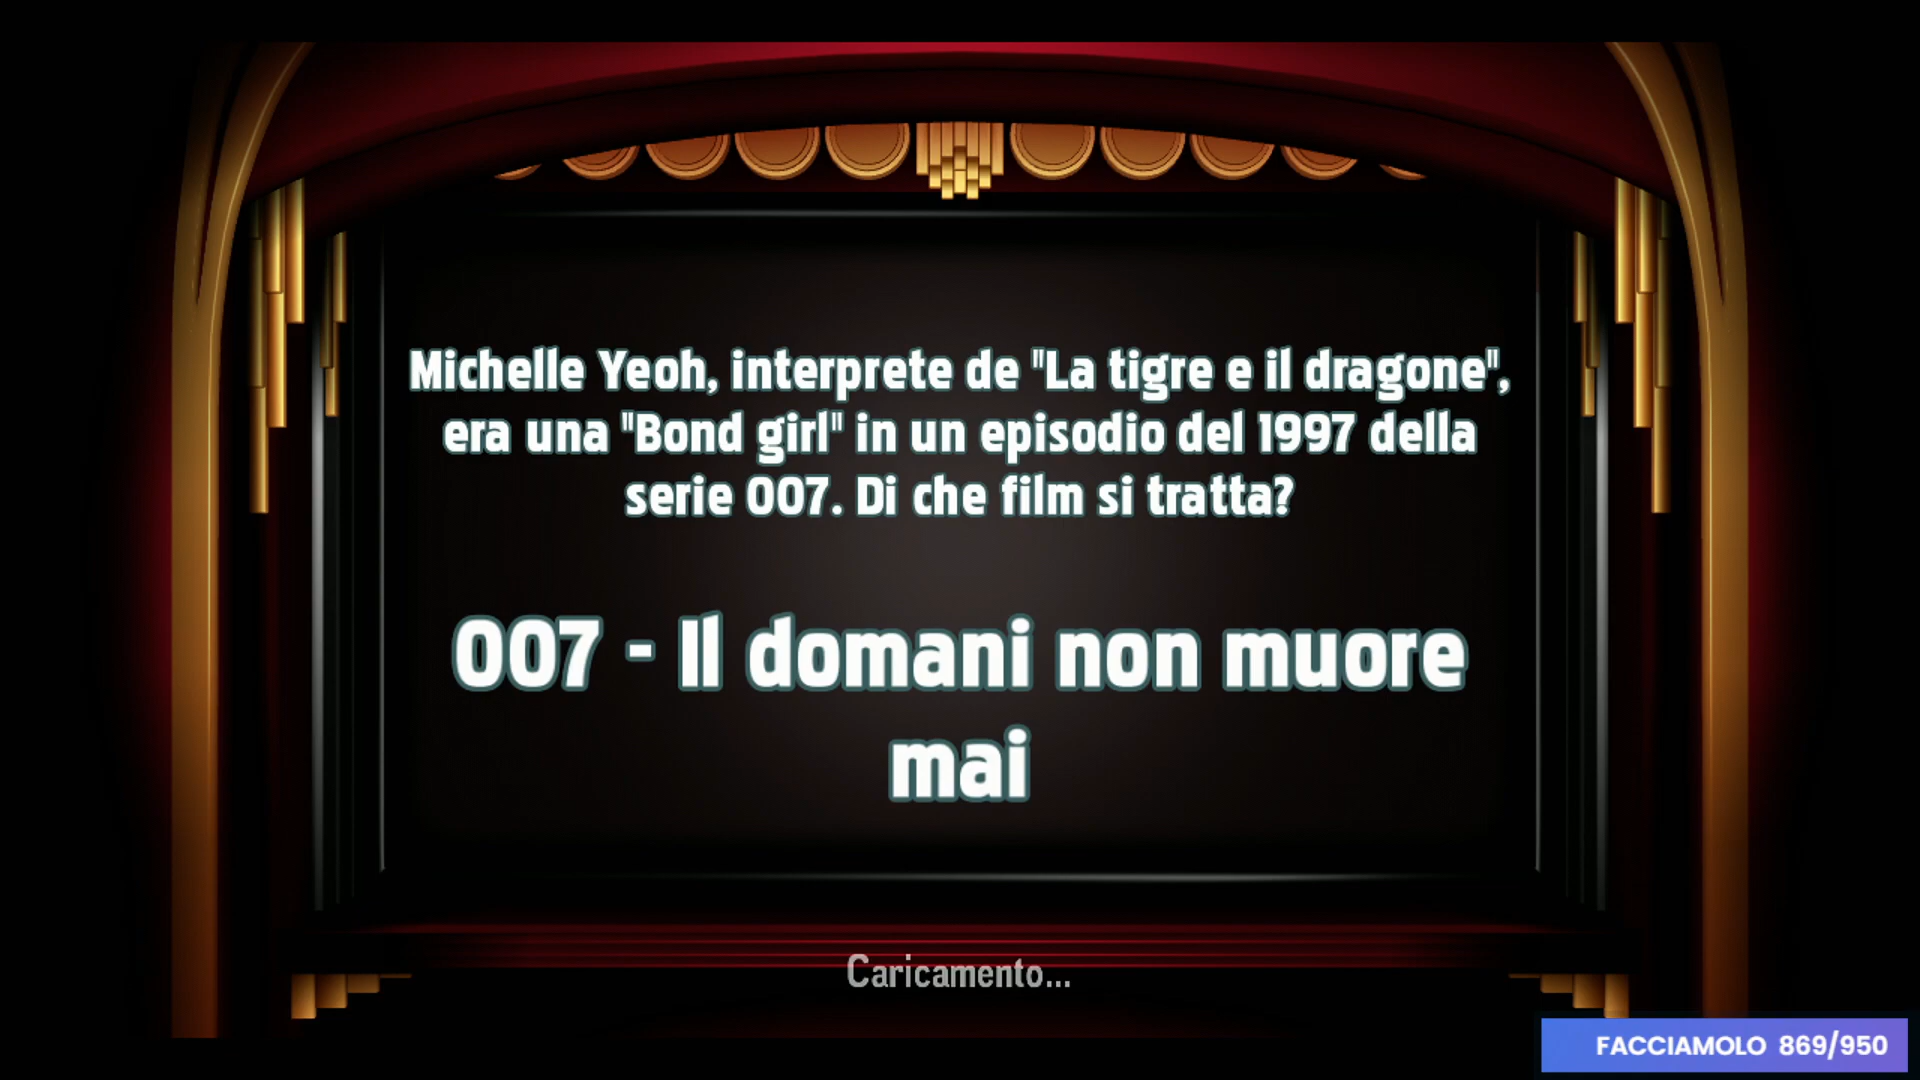 Michelle Yeoh, interprete de "La tigre e il dragone",
era una "Bond girl" in un episodio del 1997 della
serie 007. Di che film si tratta?
007 - Il domani non muore
mai
Caricamento...
FACCIAMOLO 869/950